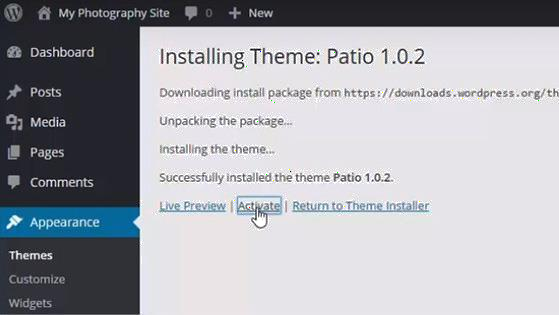 My Photography Site 0 + New
Dashboard
Posts
Media
Pages
Comments
Appearance
Themes
Customize
Widgets
Installing Theme: Patio 1.0.2
Downloading install package from https://downloads.wordpress.org/th
Unpacking the package...
Installing the theme...
Successfully installed the theme Patio 1.0.2.
Live Preview | Activate | Return to Theme Installer